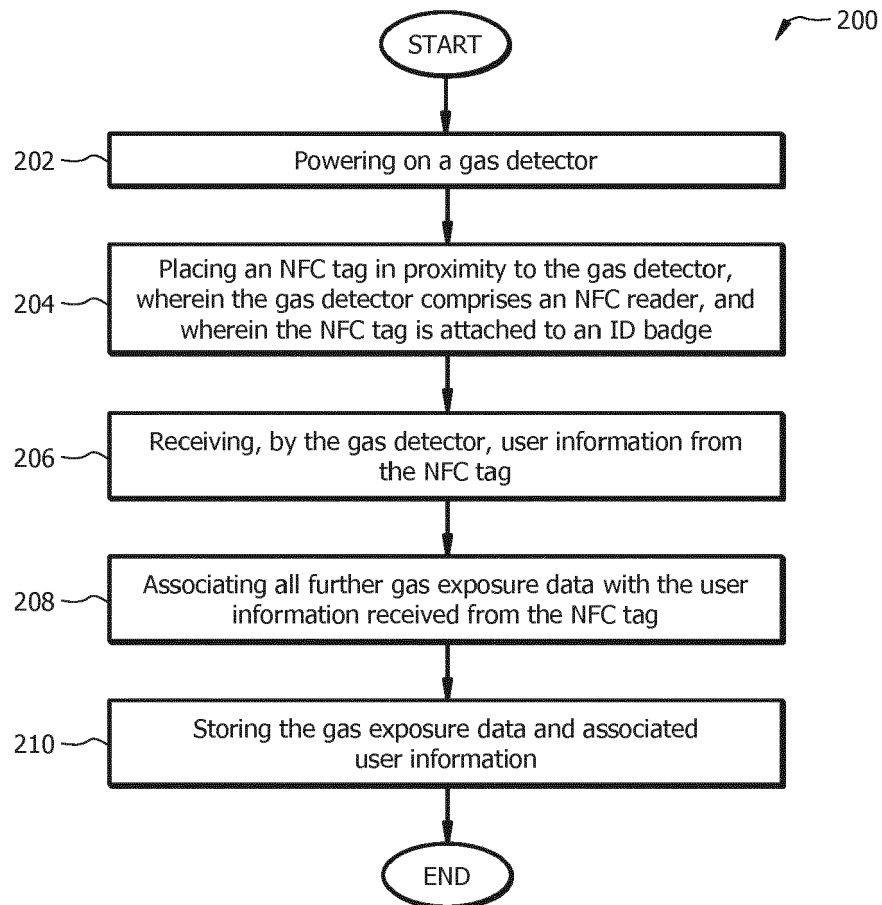 200
START
202
Powering on a gas detector
204
Placing an NFC tag in proximity to the gas detector,
wherein the gas detector comprises an NFC reader, and
wherein the NFC tag is attached to an ID badge
206
Receiving, by the gas detector, user information from
the NFC tag
208
Associating all further gas exposure data with the user
information received from the NFC tag
210
Storing the gas exposure data and associated
user information
END